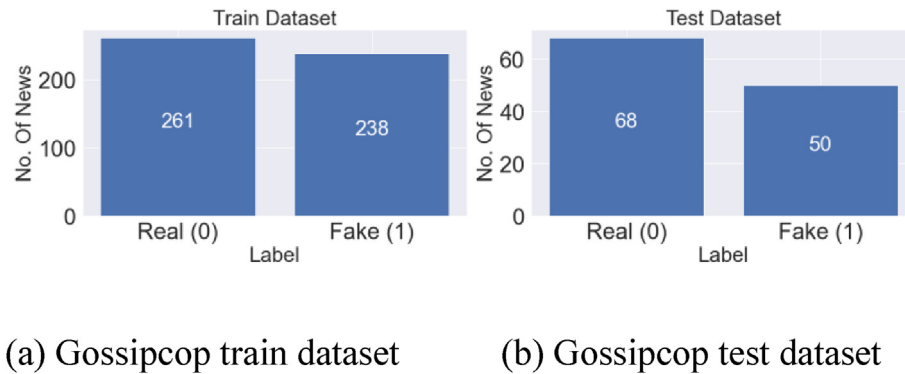 Train Dataset
No. Of News
200
100
0
261
238
Real (0) Fake (1)
Label
Test Dataset
No. Of News
60
40
20
0
68
50
Real (0) Fake (1)
Label
(a) Gossipcop train dataset
(b) Gossipcop test dataset